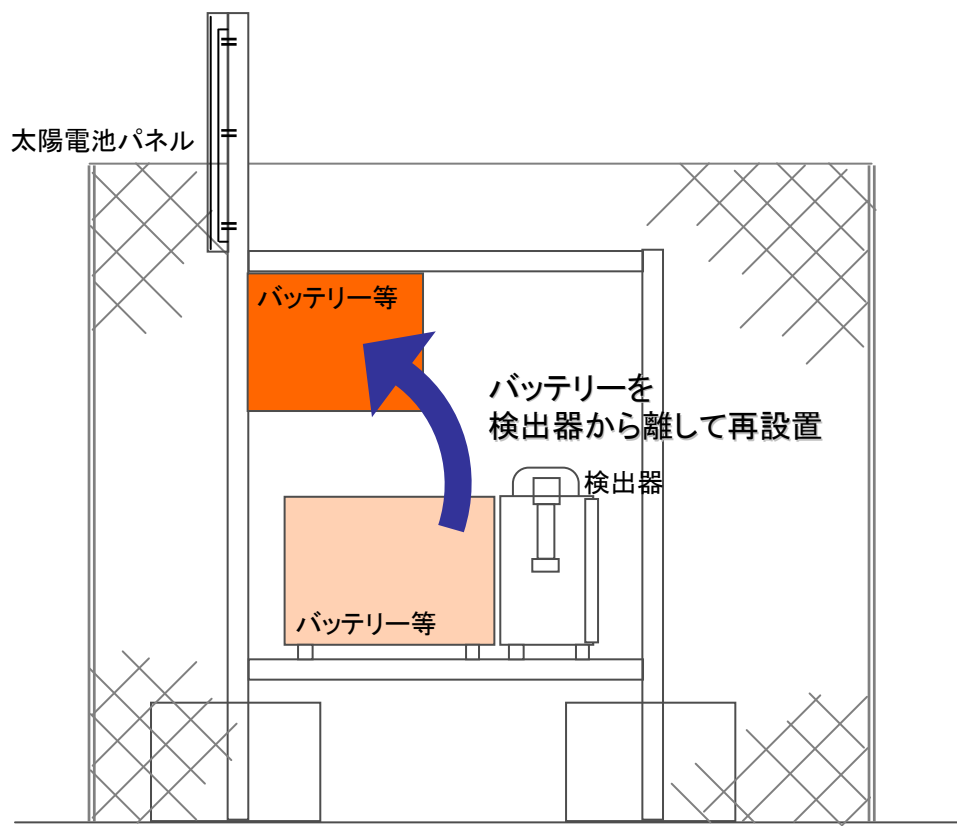 太陽電池パネル
バッテリー等
バッテリーを
検出器から離して再設置
検出器
バッテリー等